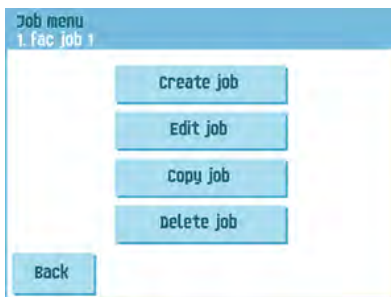 Job menu
1. Fac job 1
Create job
Edit job
Copy job
Delete job
Back